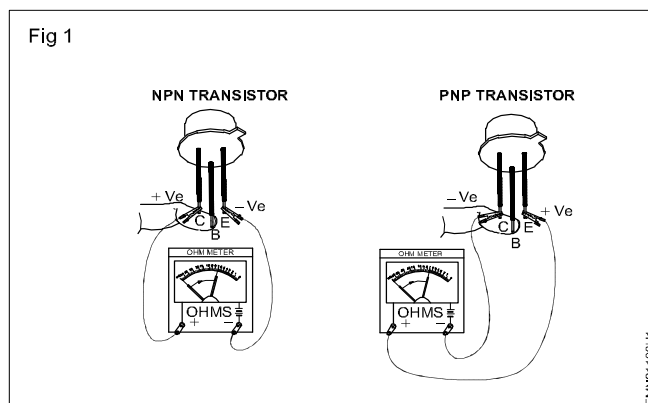 Fig 1
NPN TRANSISTOR
PNP TRANSISTOR
+ Ve
- Ve
C
E
B
OHM METER
OHMS
+
-
- Ve
+ Ve
C
E
B
OHM METER
OHMS
+
-